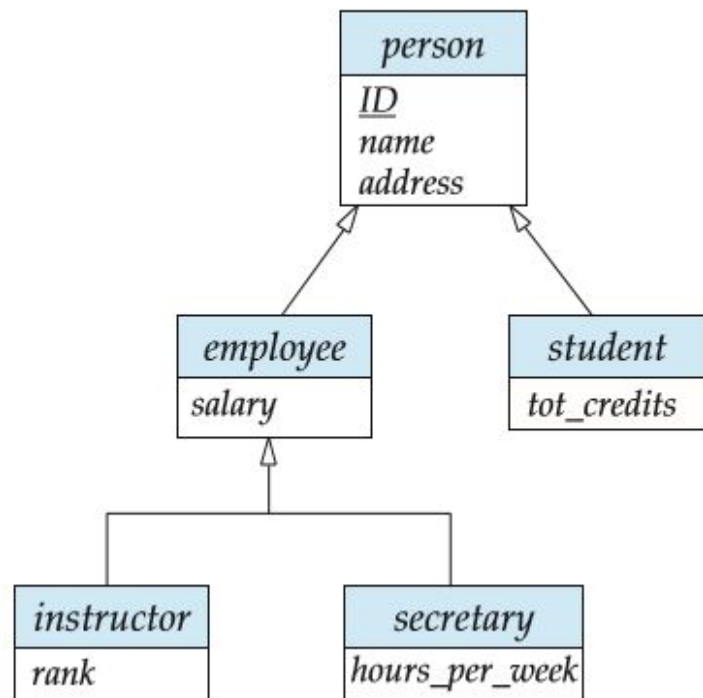 person
ID
name
address
employee
salary
student
tot_credits
instructor
rank
secretary
hours_per_week